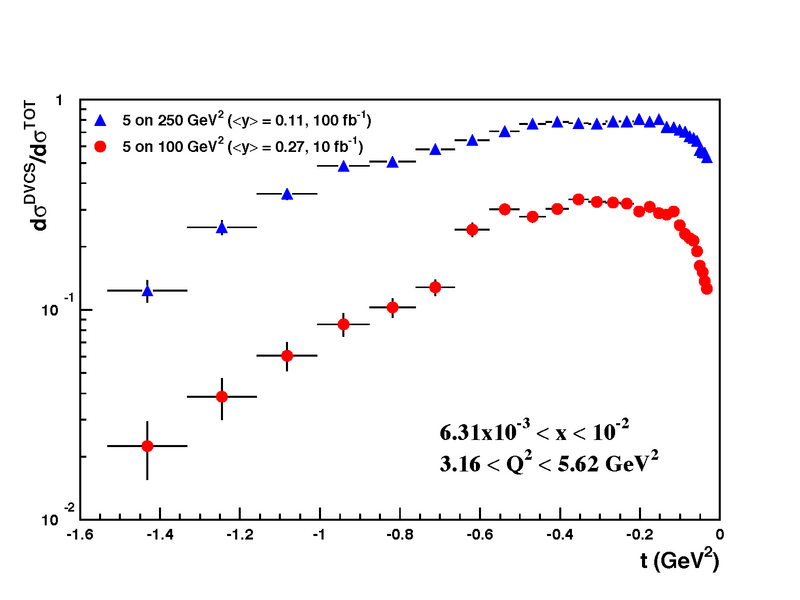 dσ^DVCS/dσ^TOT
1
5 on 250 GeV² (<y> = 0.11, 100 fb⁻¹)
5 on 100 GeV² (<y> = 0.27, 10 fb⁻¹)
10⁻¹
6.31x10⁻³ < x < 10⁻²
3.16 < Q² < 5.62 GeV²
10⁻²
-1.6 -1.4 -1.2 -1 -0.8 -0.6 -0.4 -0.2 0
t (GeV²)